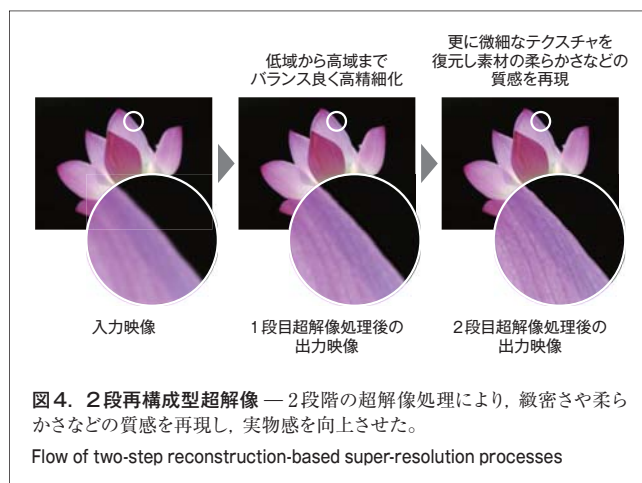 低域から高域まで
バランス良く高精細化
更に微細なテクスチャを
復元し素材の柔らかさなどの
質感を再現
入力映像
1段目超解像処理後の
出力映像
2段目超解像処理後の
出力映像
図4．2段再構成型超解像 — 2段階の超解像処理により，緻密さや柔ら
かさなどの質感を再現し，実物感を向上させた。
Flow of two-step reconstruction-based super-resolution processes